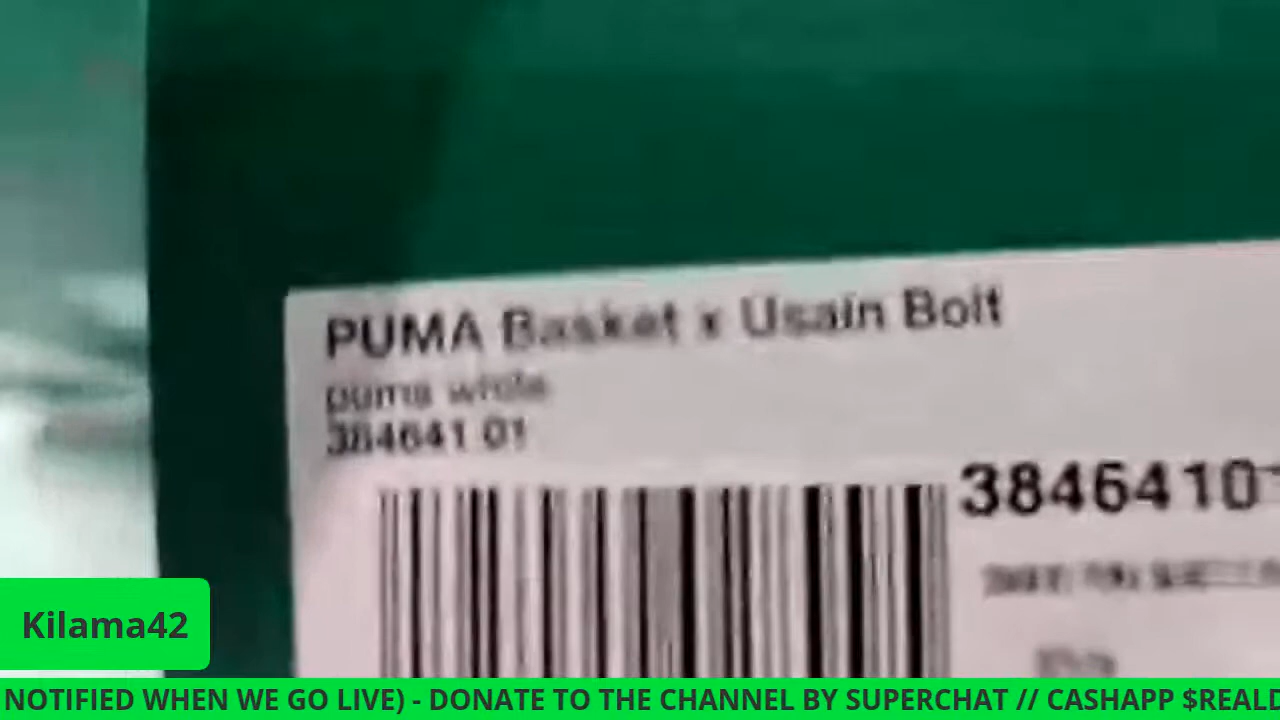 PUMA Basket x Usain Bolt
puma white
384641 01
3846410
Kilama42
NOTIFIED WHEN WE GO LIVE) - DONATE TO THE CHANNEL BY SUPERCHAT // CASHAPP $REALD